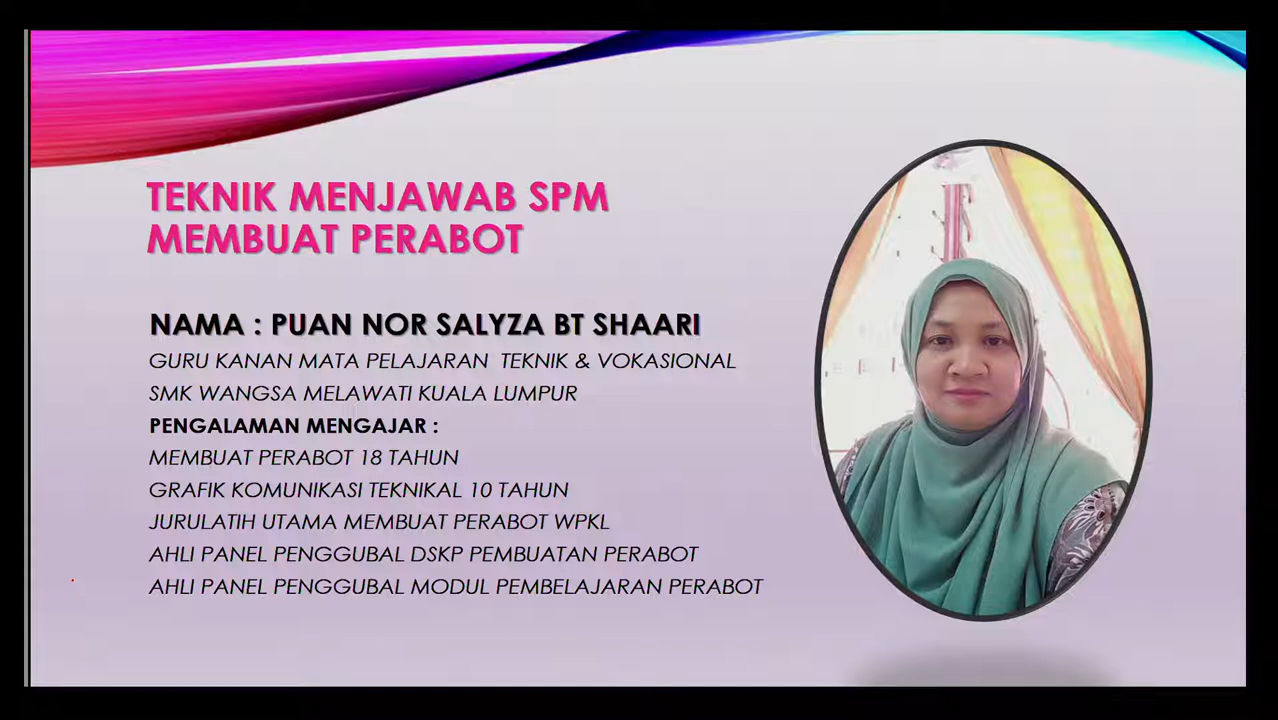 TEKNIK MENJAWAB SPM
MEMBUAT PERABOT
NAMA : PUAN NOR SALYZA BT SHAARI
GURU KANAN MATA PELAJARAN TEKNIK & VOKASIONAL
SMK WANGSA MELAWATI KUALA LUMPUR
PENGALAMAN MENGAJAR :
MEMBUAT PERABOT 18 TAHUN
GRAFIK KOMUNIKASI TEKNIKAL 10 TAHUN
JURULATIH UTAMA MEMBUAT PERABOT WPKL
AHLI PANEL PENGGUBAL DSKP PEMBUATAN PERABOT
AHLI PANEL PENGGUBAL MODUL PEMBELAJARAN PERABOT